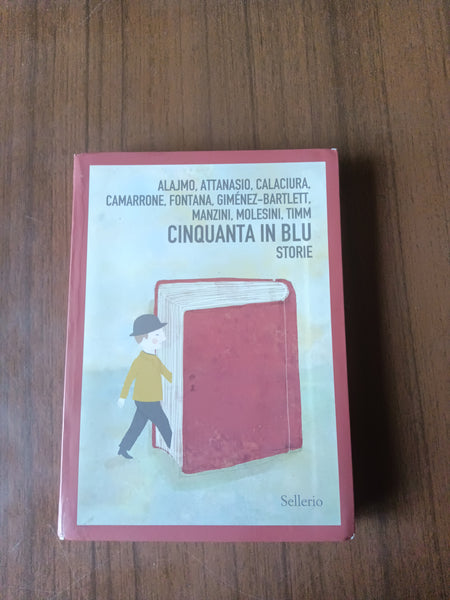 ALAJMO, ATTANASIO, CALACIURA,
CAMARRONE, FONTANA, GIMÉNEZ-BARTLETT,
MANZINI, MOLESINI, TIMM
CINQUANTA IN BLU
STORIE
Sellerio